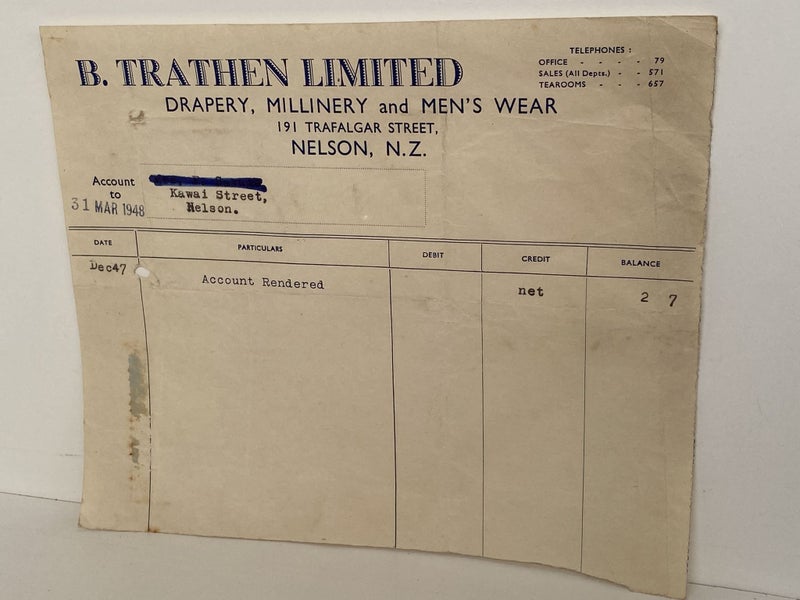 B. TRATHEN LIMITED
DRAPERY, MILLINERY and MEN'S WEAR
191 TRAFALGAR STREET,
NELSON, N.Z.
TELEPHONES :
OFFICE - - - - 79
SALES (All Depts.) - - 571
TEAROOMS - - - 657
Account
to
31 MAR 1948
Kawai Street,
Nelson.
DATE PARTICULARS DEBIT CREDIT BALANCE
Dec47 Account Rendered net 2 7